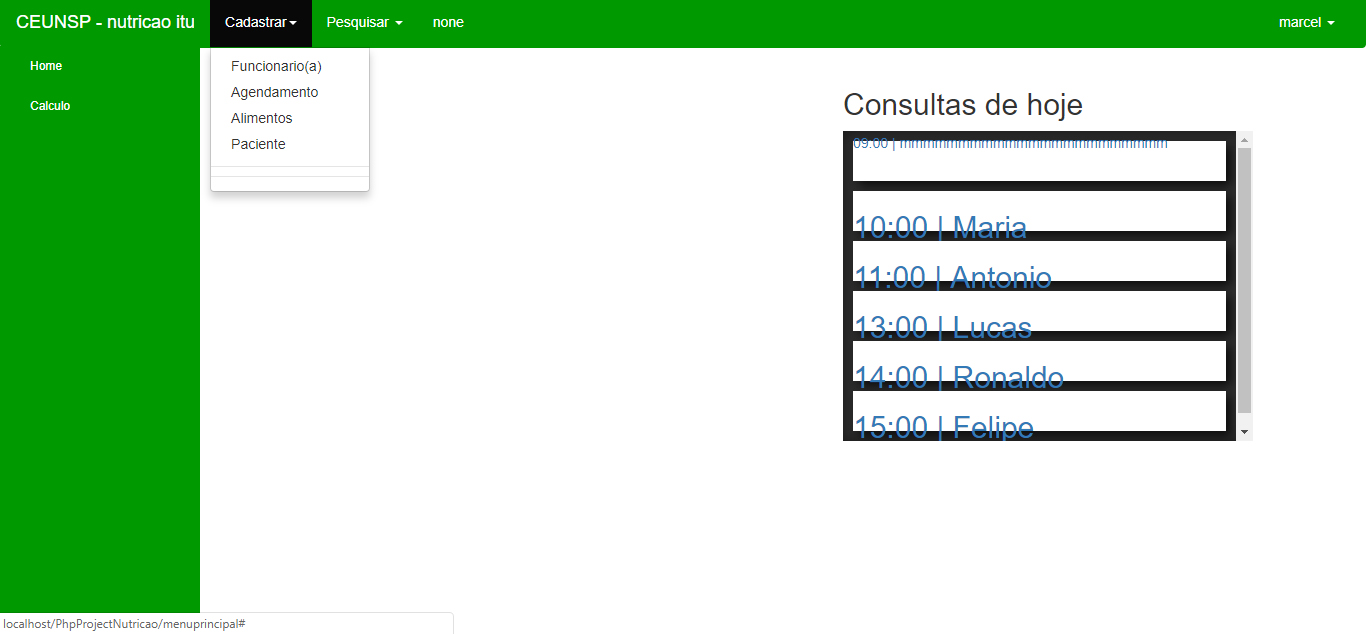 CEUNSP - nutricao itu Cadastrar Pesquisar none marcel
Home
Calculo
Funcionario(a)
Agendamento
Alimentos
Paciente
Consultas de hoje
09:00 | mmmmmmmmmmmmmmmmmmmmmmm
10:00 | Maria
11:00 | Antonio
13:00 | Lucas
14:00 | Ronaldo
15:00 | Felipe
localhost/PhpProjectNutricao/menuprincipal#